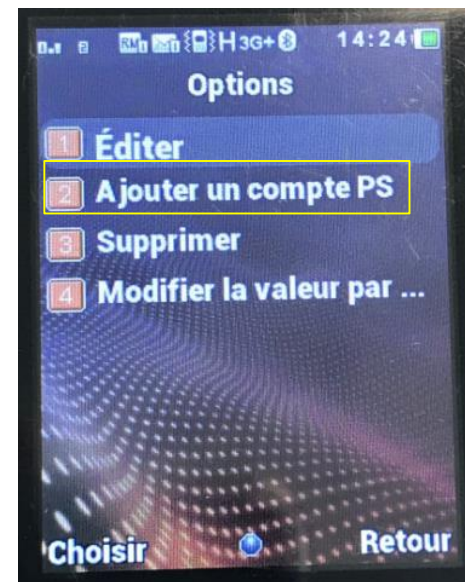 H 3G+ 14:24
Options
1 Éditer
2 Ajouter un compte PS
3 Supprimer
4 Modifier la valeur par ...
Choisir Retour